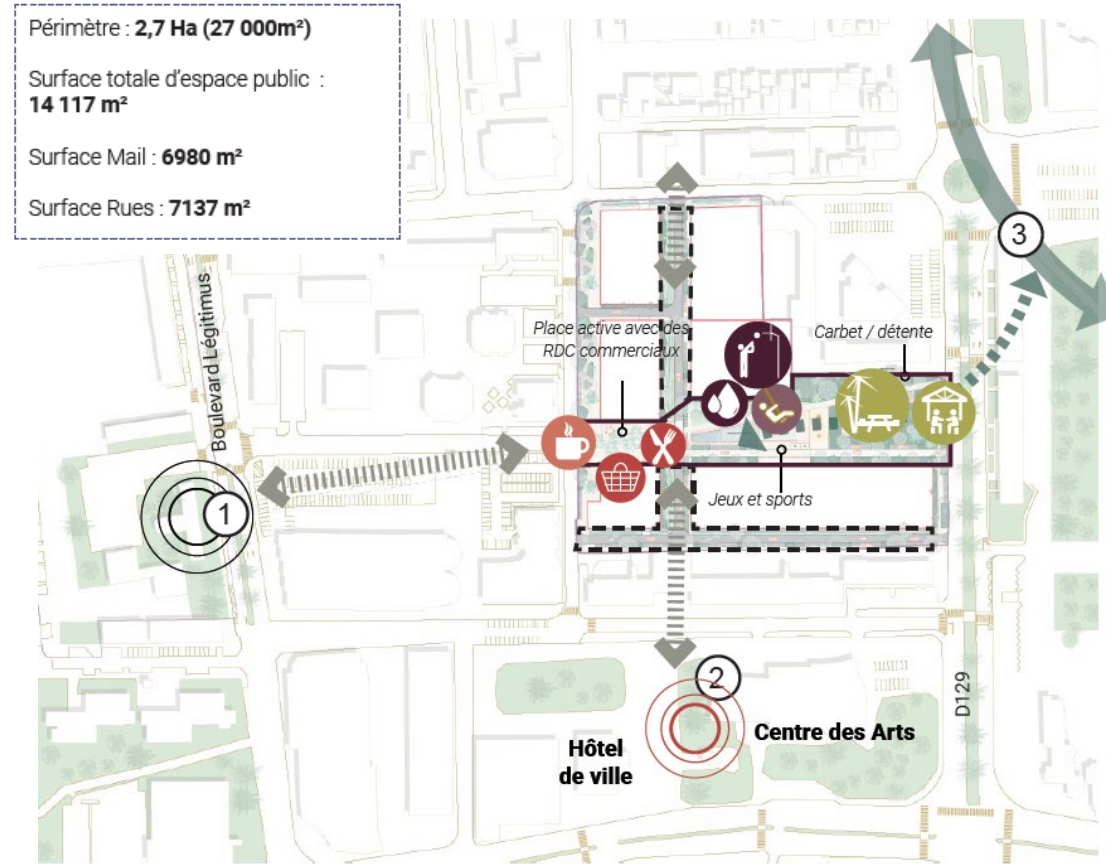 Périmètre : 2,7 Ha (27 000m²)
Surface totale d'espace public :
14 117 m²
Surface Mail : 6980 m²
Surface Rues : 7137 m²
3
Boulevard Légitimus
Place active avec des
RDC commerciaux
Carbet / détente
1
Jeux et sports
2
D129
Centre des Arts
Hôtel
de ville